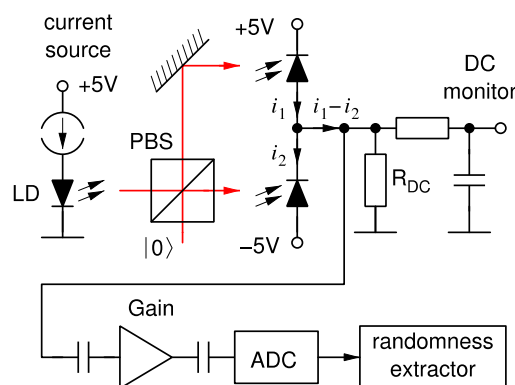 current
source
+5V
LD
PBS
|0⟩
+5V
i1
i1–i2
i2
–5V
DC
monitor
RDC
Gain
ADC
randomness
extractor